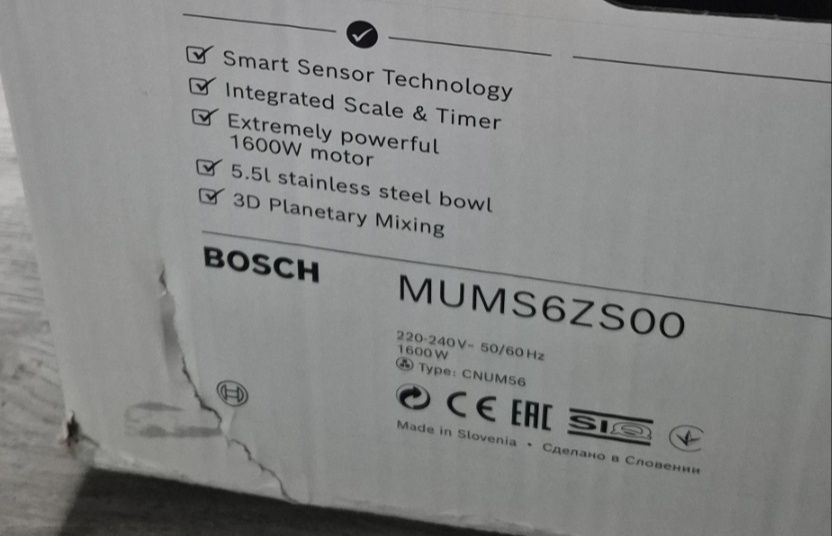 Smart Sensor Technology
Integrated Scale & Timer
Extremely powerful
1600W motor
5.5l stainless steel bowl
3D Planetary Mixing
BOSCH
MUMS6ZS00
220-240V~ 50/60Hz
1600W
Type: CNUM56
CE EAC SIQ
Made in Slovenia • Сделано в Словении